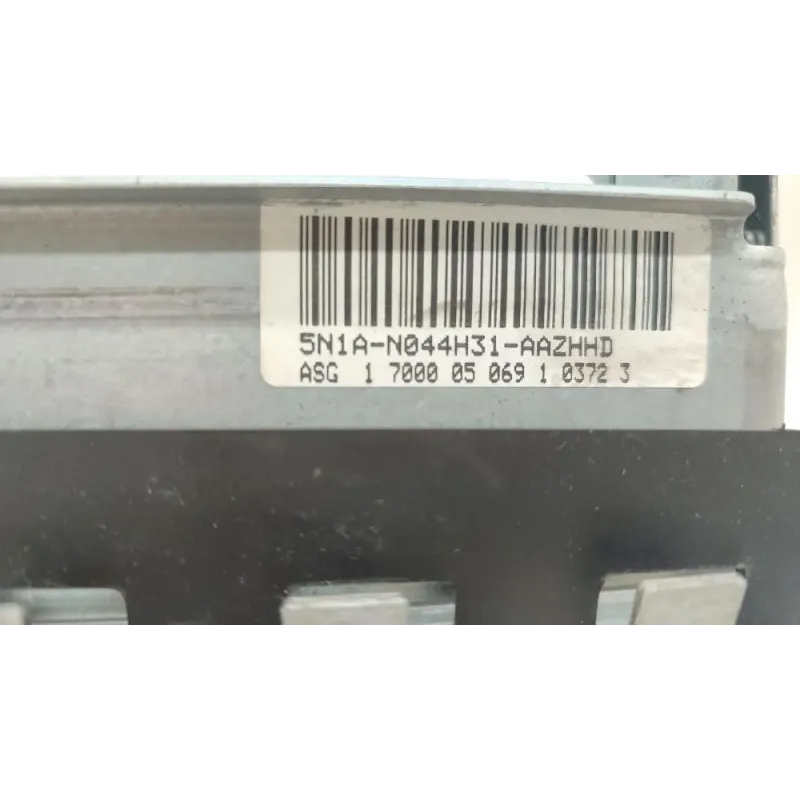 5N1A-N044H31-AAZHHD
ASG 1 7000 05 069 1 0372 3